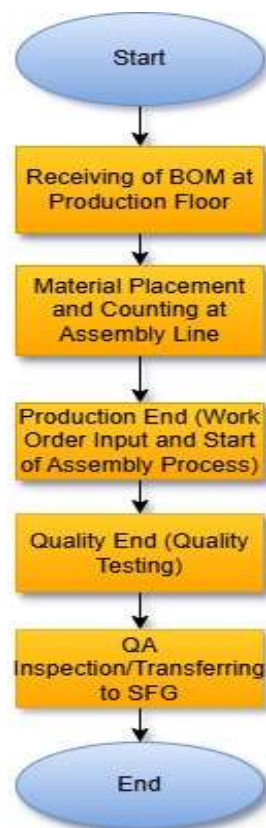 Start
Receiving of BOM at
Production Floor
Material Placement
and Counting at
Assembly Line
Production End (Work
Order Input and Start
of Assembly Process)
Quality End (Quality
Testing)
QA
Inspection/Transferring
to SFG
End